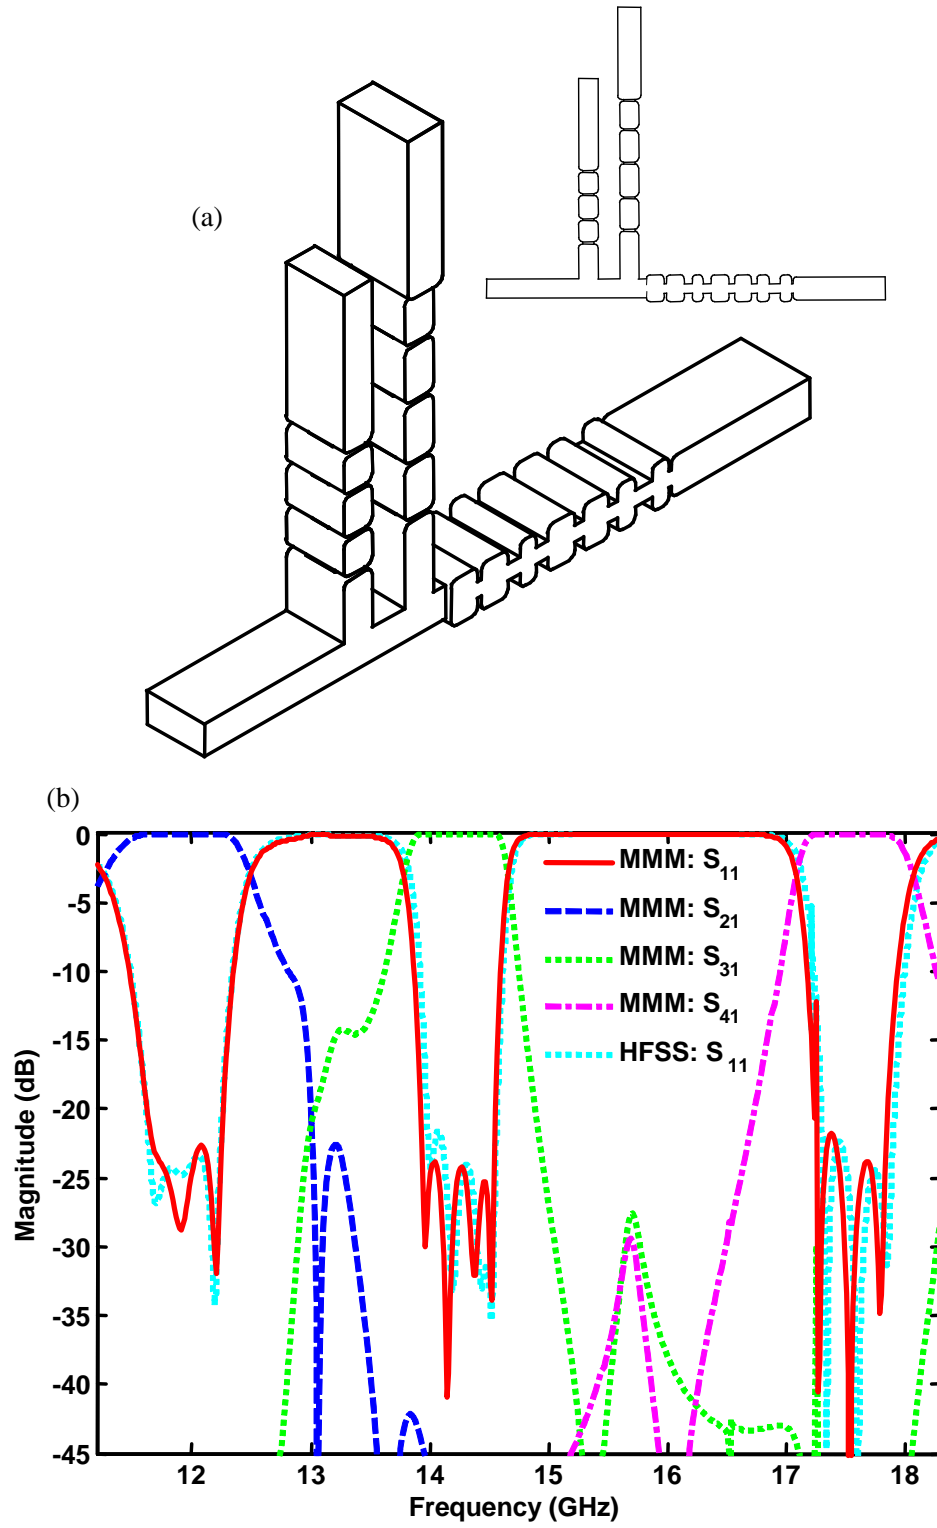 (a)
(b)
0
-5
-10
-15
-20
-25
-30
-35
-40
-45
Magnitude (dB)
MMM: S11
MMM: S21
MMM: S31
MMM: S41
HFSS: S11
12 13 14 15 16 17 18
Frequency (GHz)